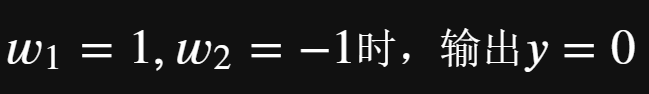 w₁ = 1, w₂ = −1时，输出y = 0